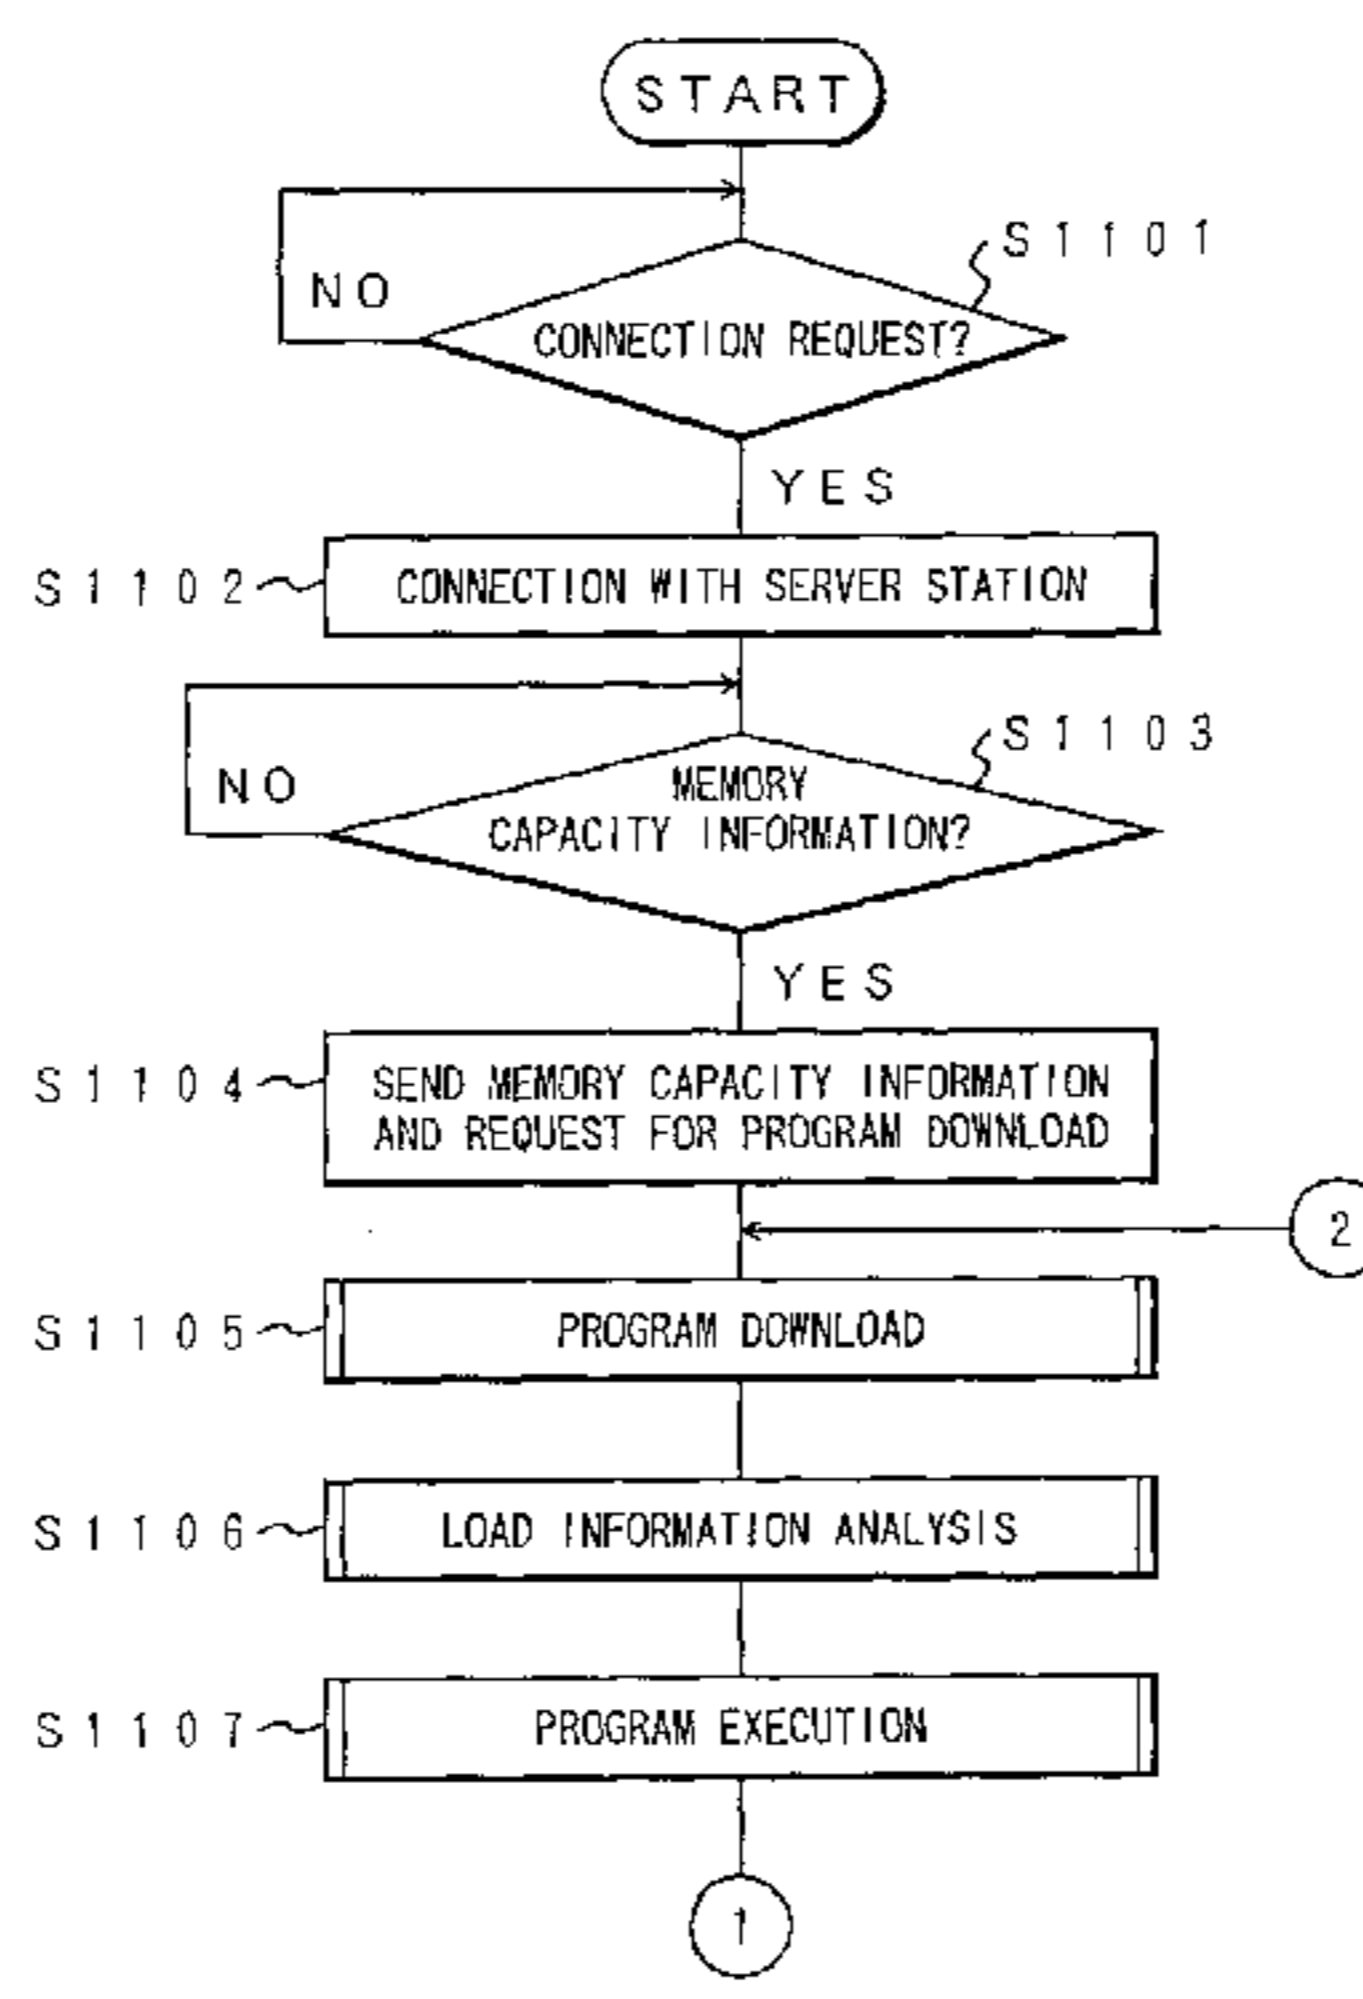 START
S1101
NO
CONNECTION REQUEST?
YES
S1102
CONNECTION WITH SERVER STATION
S1103
NO
MEMORY
CAPACITY INFORMATION?
YES
S1104
SEND MEMORY CAPACITY INFORMATION
AND REQUEST FOR PROGRAM DOWNLOAD
2
S1105
PROGRAM DOWNLOAD
S1106
LOAD INFORMATION ANALYSIS
S1107
PROGRAM EXECUTION
1